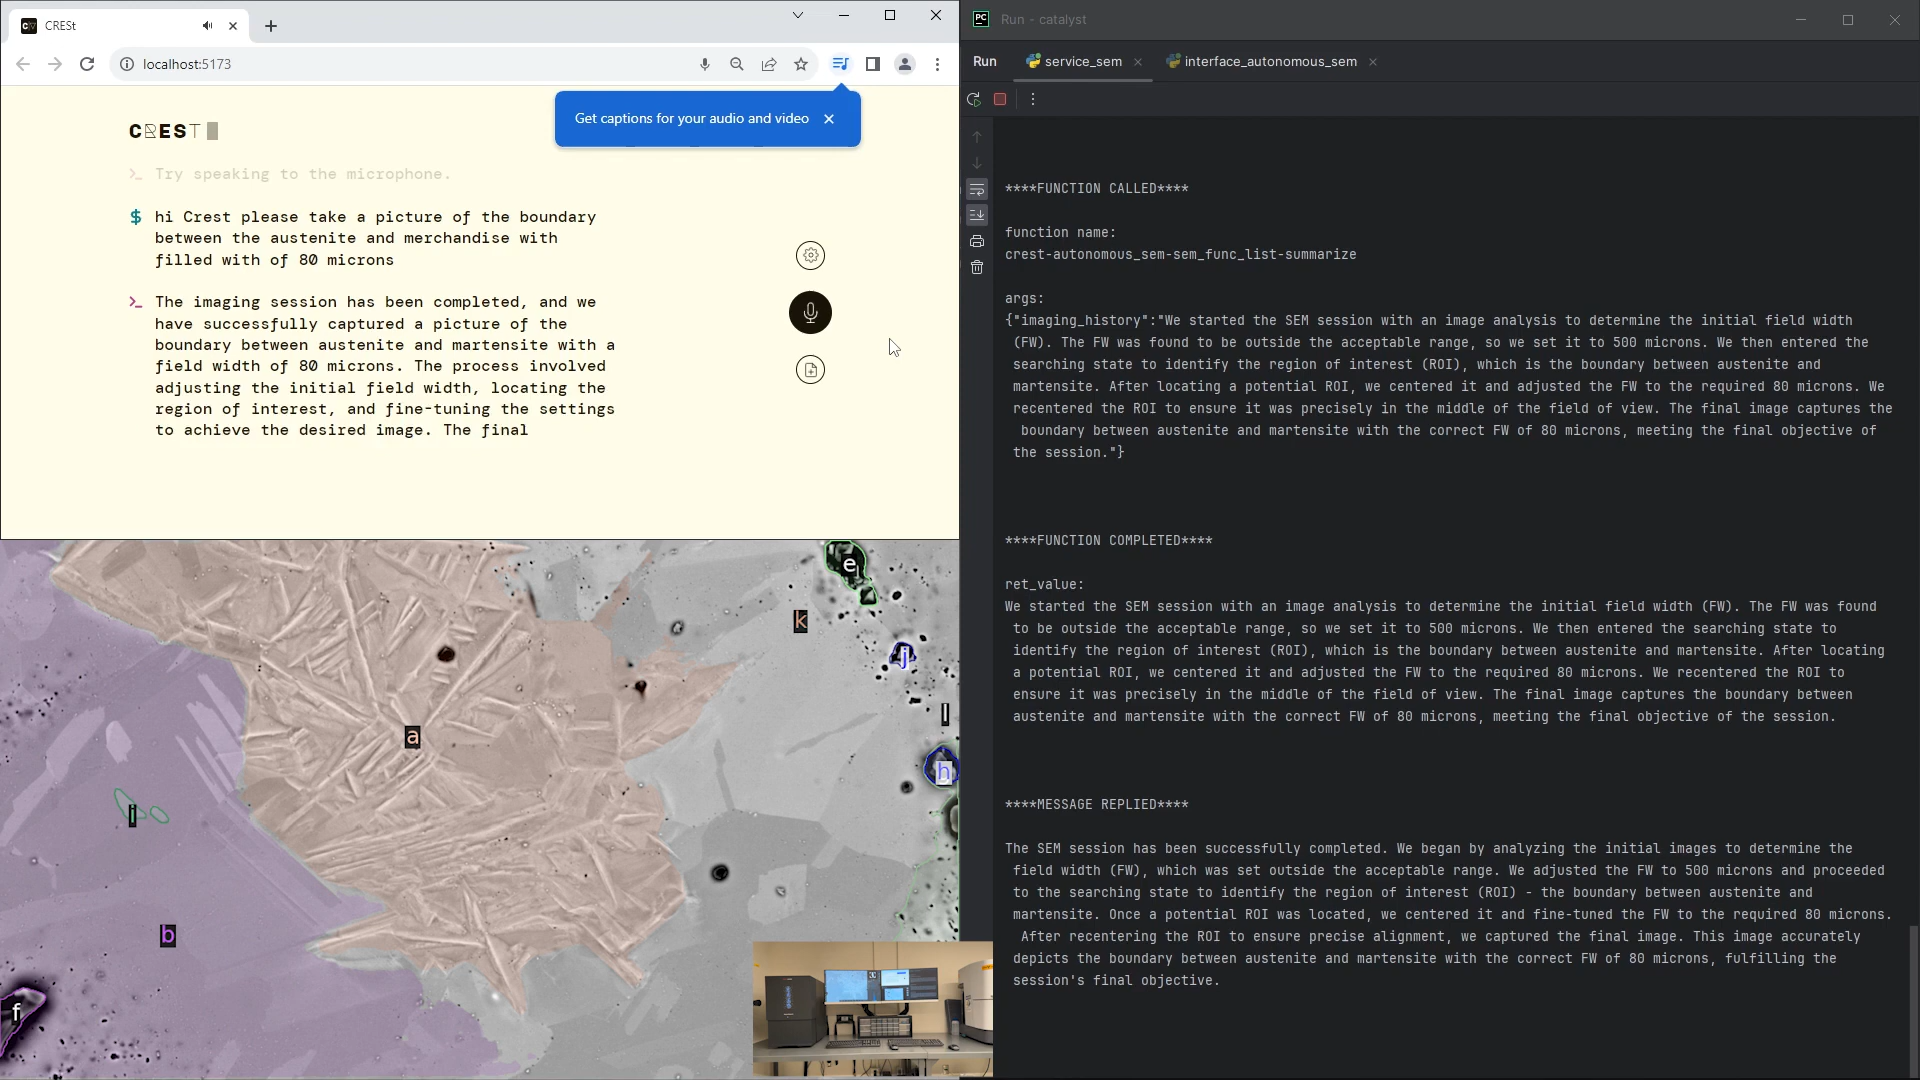 CRESt
localhost:5173
Get captions for your audio and video
CREST
>_ Try speaking to the microphone.
$ hi Crest please take a picture of the boundary
between the austenite and merchandise with
filled with of 80 microns
>_ The imaging session has been completed, and we
have successfully captured a picture of the
boundary between austenite and martensite with a
field width of 80 microns. The process involved
adjusting the initial field width, locating the
region of interest, and fine-tuning the settings
to achieve the desired image. The final
e
k
j
l
a
h
i
b
f
PC Run - catalyst
Run service_sem interface_autonomous_sem
****FUNCTION CALLED****
function name:
crest-autonomous_sem-sem_func_list-summarize
args:
{"imaging_history":"We started the SEM session with an image analysis to determine the initial field width
(FW). The FW was found to be outside the acceptable range, so we set it to 500 microns. We then entered the
searching state to identify the region of interest (ROI), which is the boundary between austenite and
martensite. After locating a potential ROI, we centered it and adjusted the FW to the required 80 microns. We
recentered the ROI to ensure it was precisely in the middle of the field of view. The final image captures the
boundary between austenite and martensite with the correct FW of 80 microns, meeting the final objective of
the session."}
****FUNCTION COMPLETED****
ret_value:
We started the SEM session with an image analysis to determine the initial field width (FW). The FW was found
to be outside the acceptable range, so we set it to 500 microns. We then entered the searching state to
identify the region of interest (ROI), which is the boundary between austenite and martensite. After locating
a potential ROI, we centered it and adjusted the FW to the required 80 microns. We recentered the ROI to
ensure it was precisely in the middle of the field of view. The final image captures the boundary between
austenite and martensite with the correct FW of 80 microns, meeting the final objective of the session.
****MESSAGE REPLIED****
The SEM session has been successfully completed. We began by analyzing the initial images to determine the
field width (FW), which was set outside the acceptable range. We adjusted the FW to 500 microns and proceeded
to the searching state to identify the region of interest (ROI) - the boundary between austenite and
martensite. Once a potential ROI was located, we centered it and fine-tuned the FW to the required 80 microns.
After recentering the ROI to ensure precise alignment, we captured the final image. This image accurately
depicts the boundary between austenite and martensite with the correct FW of 80 microns, fulfilling the
session's final objective.